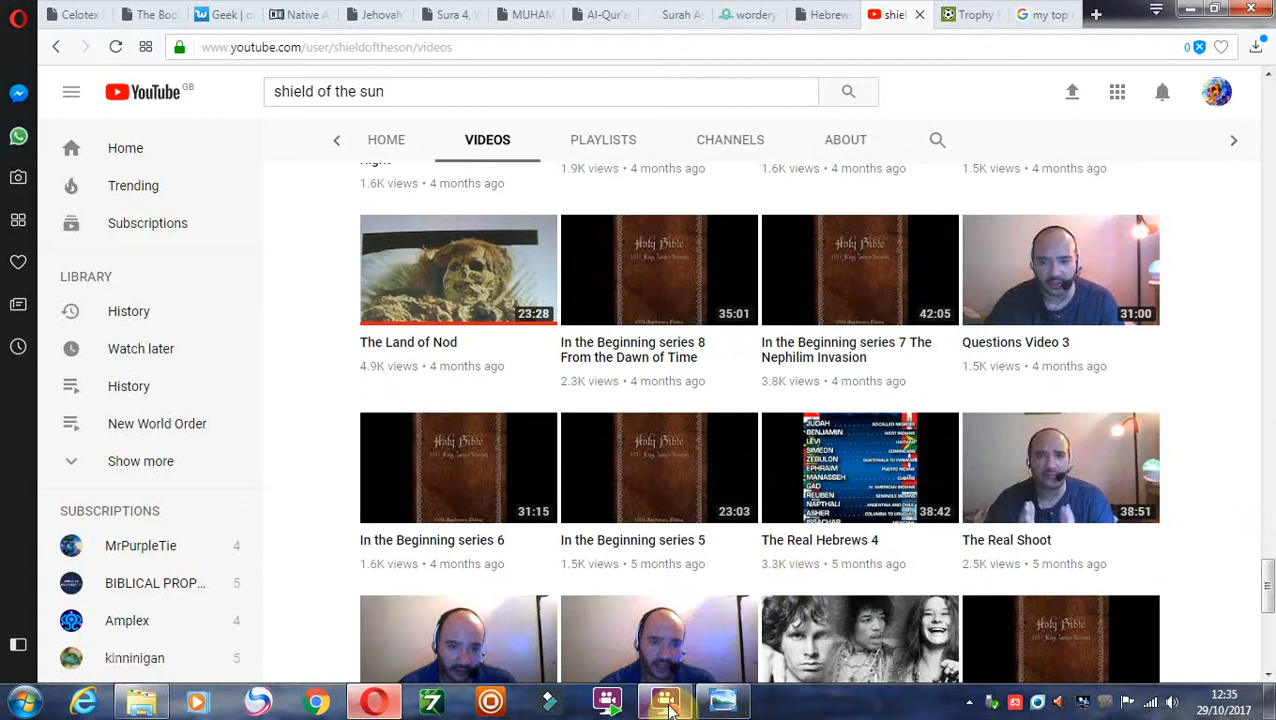 Celotex
The Bo
Geek | c
Native A
Jehovah
Sura 4, V
MUHAM
Al-Qur'a
Surah A
wordery
Hebrews
shie
Trophy F
my top r
www.youtube.com/user/shieldoftheson/videos
0
YouTube GB
shield of the sun
HOME
VIDEOS
PLAYLISTS
CHANNELS
ABOUT
Home
Trending
Subscriptions
LIBRARY
History
Watch later
History
New World Order
Show more
SUBSCRIPTIONS
MrPurpleTie 4
BIBLICAL PROP... 5
Amplex 4
kinninigan 5
Right
1.6K views • 4 months ago
1.9K views • 4 months ago
1.6K views • 4 months ago
1.5K views • 4 months ago
Holy Bible
Holy Bible
23:28
35:01
42:05
31:00
The Land of Nod
4.9K views • 4 months ago
In the Beginning series 8
From the Dawn of Time
2.3K views • 4 months ago
In the Beginning series 7 The
Nephilim Invasion
3.8K views • 4 months ago
Questions Video 3
1.5K views • 4 months ago
Holy Bible
Holy Bible
JUDAH
BENJAMIN
LEVI
SIMEON
ZEBULON
EPHRAIM
MANASSEH
GAD
REUBEN
NAPTHALI
ASHER
ISSACHAR
31:15
23:03
38:42
38:51
In the Beginning series 6
1.6K views • 4 months ago
In the Beginning series 5
1.5K views • 5 months ago
The Real Hebrews 4
3.3K views • 5 months ago
The Real Shoot
2.5K views • 5 months ago
Holy Bible
12:35
29/10/2017